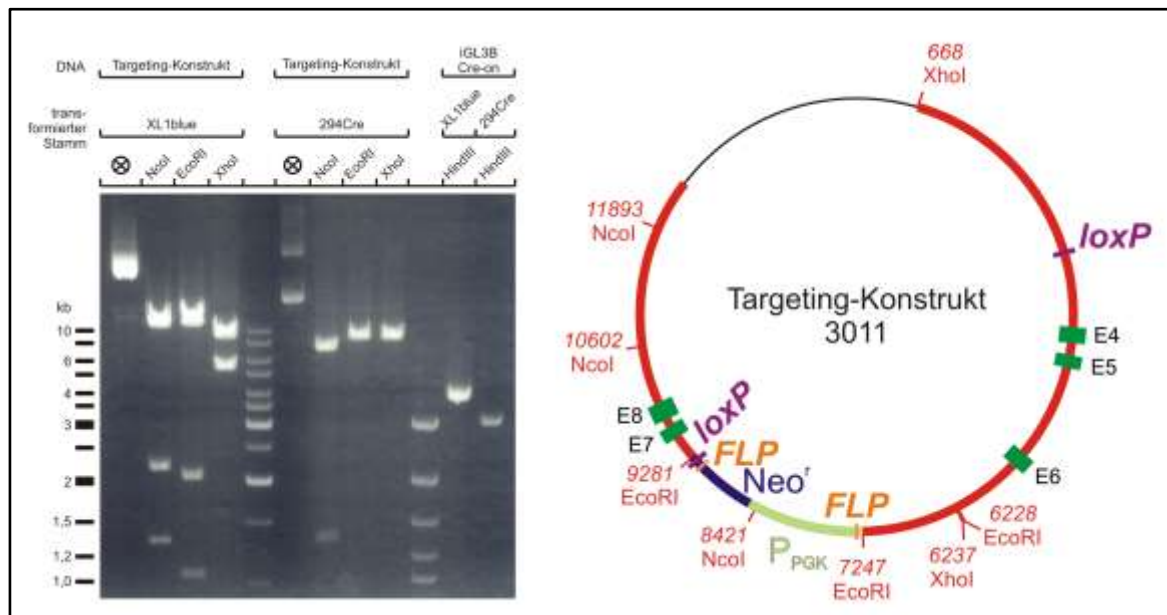 DNA
Targeting-Konstrukt
Targeting-Konstrukt
iGL3B
Cre-on
trans-
formierter
Stamm
XL1blue
294Cre
XL1blue
294Cre
NcoI
EcoRI
XhoI
NcoI
EcoRI
XhoI
HindIII
HindIII
kb
10
6
4
3
2
1,5
1,2
1,0
668
XhoI
11893
NcoI
loxP
Targeting-Konstrukt
3011
10602
NcoI
E4
E5
E8
E7
loxP
FLP
9281
EcoRI
Neoʳ
FLP
E6
8421
NcoI
PPGK
7247
EcoRI
6237
XhoI
6228
EcoRI